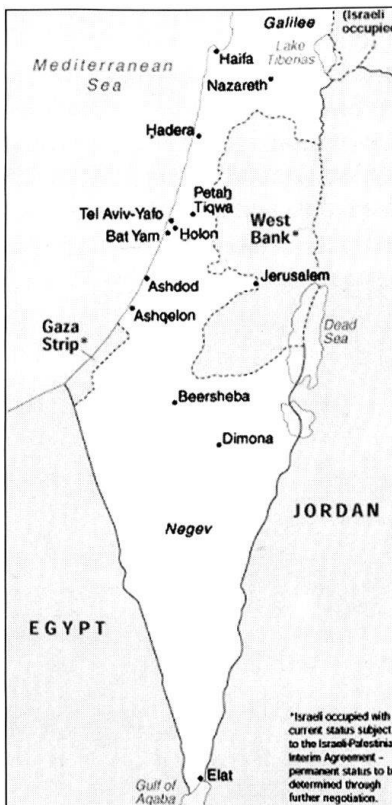 Galilee
(Israeli
occupied
Lake
Tiberias
Haifa
Mediterranean
Sea
Nazareth
Hadera
Petah
Tiqwa
Tel Aviv-Yafo
Holon
Bat Yam
West
Bank*
Jerusalem
Ashdod
Ashqelon
Gaza
Strip*
Dead
Sea
Beersheba
Dimona
JORDAN
Negev
EGYPT
*Israeli occupied with
current status subject
to the Israeli-Palestinia
Interim Agreement –
permanent status to b
determined through
further negotiation.
Elat
Gulf of
Aqaba